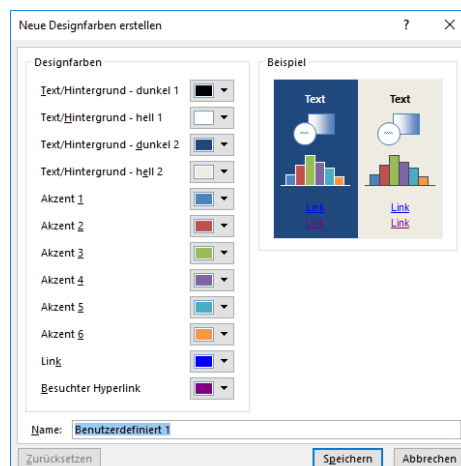 Neue Designfarben erstellen ? ×
Designfarben
Text/Hintergrund - dunkel 1
Text/Hintergrund - hell 1
Text/Hintergrund - dunkel 2
Text/Hintergrund - hell 2
Akzent 1
Akzent 2
Akzent 3
Akzent 4
Akzent 5
Akzent 6
Link
Besuchter Hyperlink
Beispiel
Text Text
Link Link
Link Link
Name: Benutzerdefiniert 1
Zurücksetzen Speichern Abbrechen